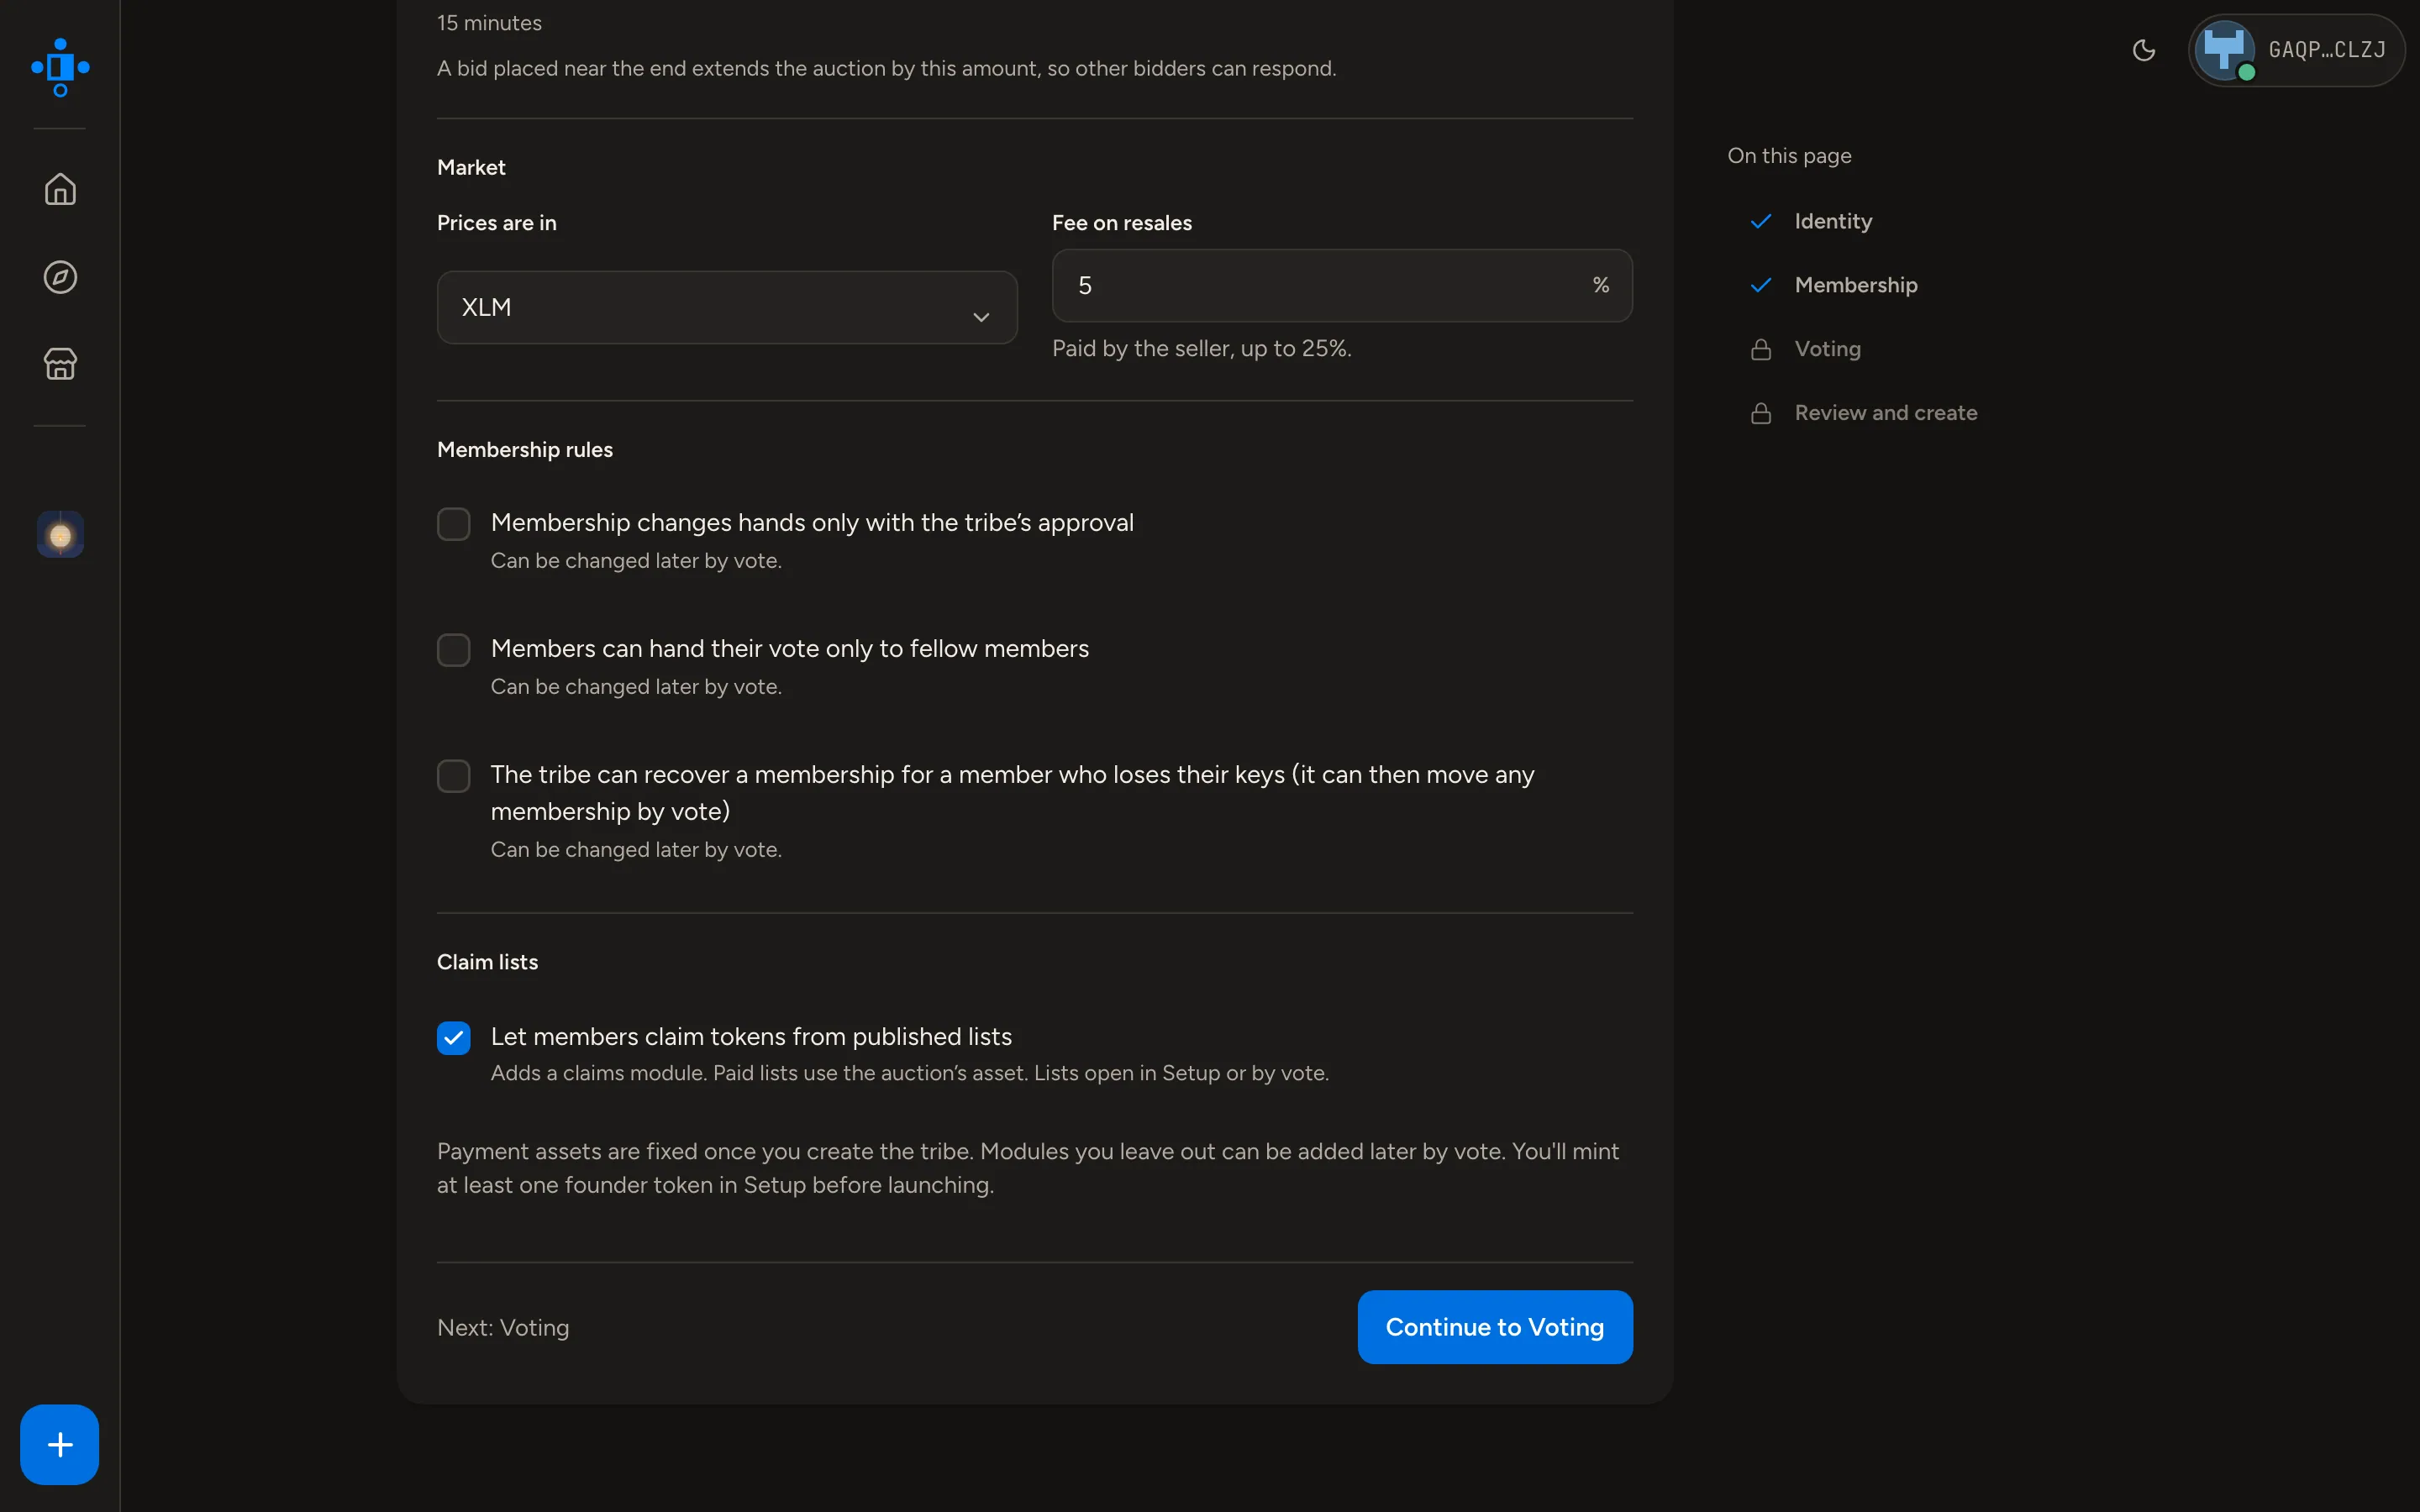 15 minutes
A bid placed near the end extends the auction by this amount, so other bidders can respond.
GAQP…CLZJ
On this page
Identity
Membership
Voting
Review and create
Market
Prices are in
Fee on resales
XLM
5
%
Paid by the seller, up to 25%.
Membership rules
Membership changes hands only with the tribe’s approval
Can be changed later by vote.
Members can hand their vote only to fellow members
Can be changed later by vote.
The tribe can recover a membership for a member who loses their keys (it can then move any
membership by vote)
Can be changed later by vote.
Claim lists
Let members claim tokens from published lists
Adds a claims module. Paid lists use the auction’s asset. Lists open in Setup or by vote.
Payment assets are fixed once you create the tribe. Modules you leave out can be added later by vote. You'll mint
at least one founder token in Setup before launching.
Next: Voting
Continue to Voting